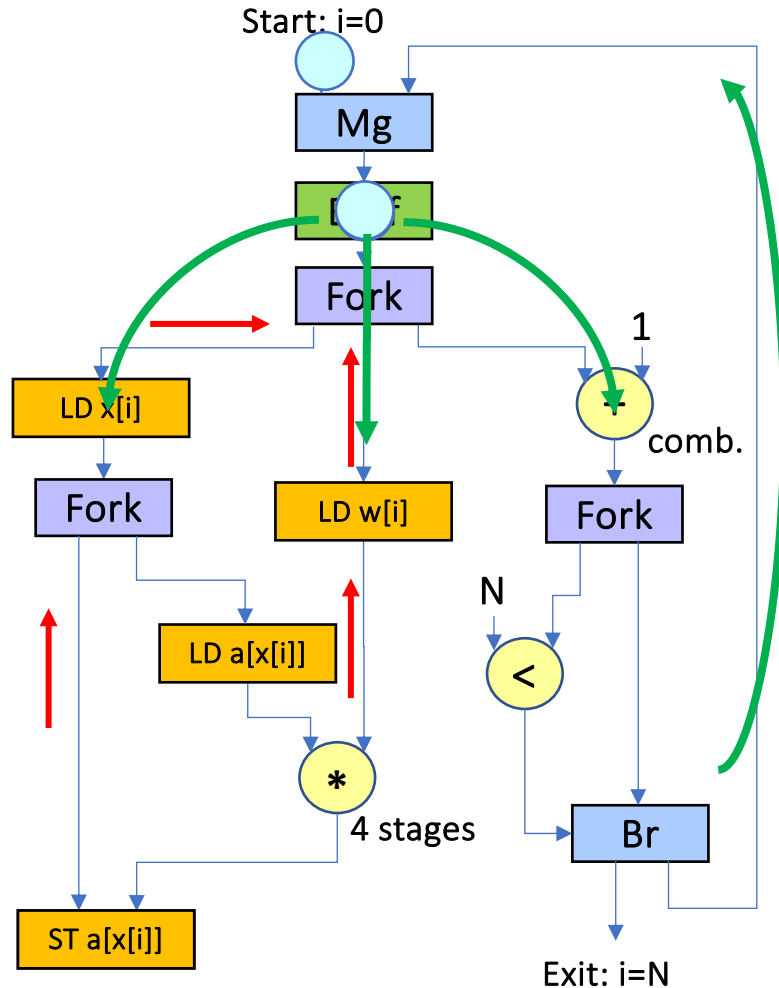 Start: i=0
Mg
Fork
1
LD x[i]
+
comb.
Fork
LD w[i]
Fork
N
LD a[x[i]]
<
*
4 stages
Br
ST a[x[i]]
Exit: i=N